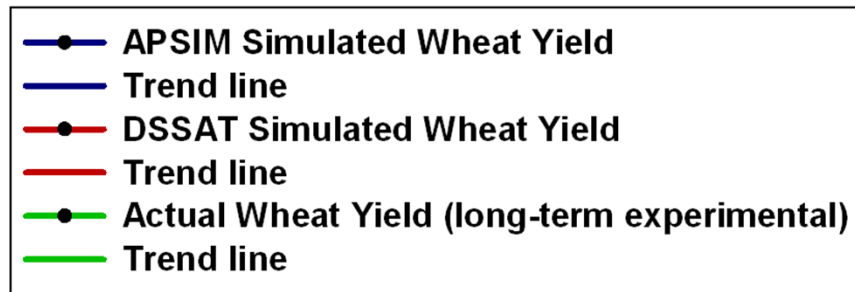 APSIM Simulated Wheat Yield
Trend line
DSSAT Simulated Wheat Yield
Trend line
Actual Wheat Yield (long-term experimental)
Trend line